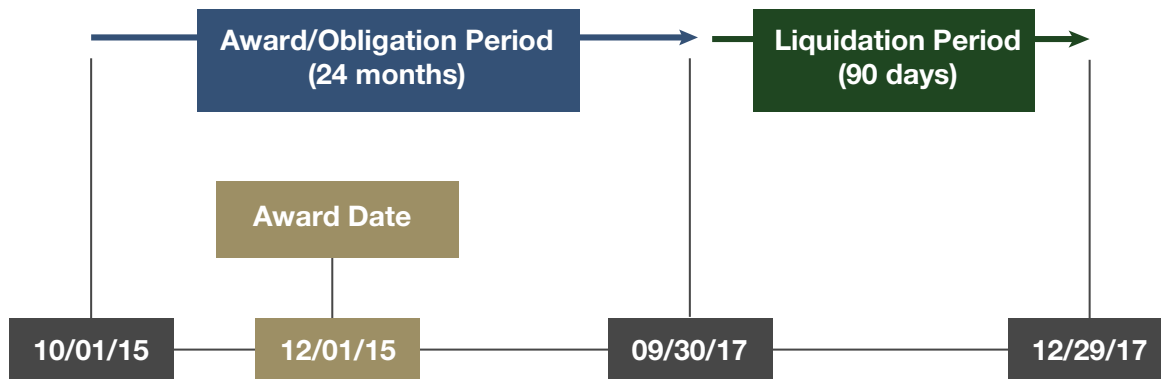 Award/Obligation Period
(24 months)
Liquidation Period
(90 days)
Award Date
10/01/15
12/01/15
09/30/17
12/29/17